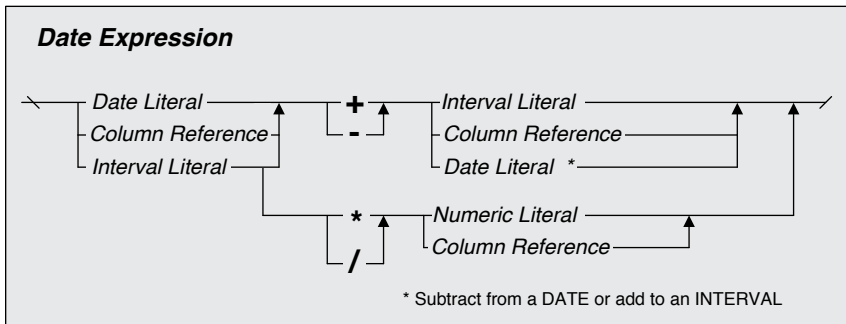 Date Expression
Date Literal + Interval Literal
Column Reference - Column Reference
Interval Literal Date Literal *
* Numeric Literal
/ Column Reference
* Subtract from a DATE or add to an INTERVAL